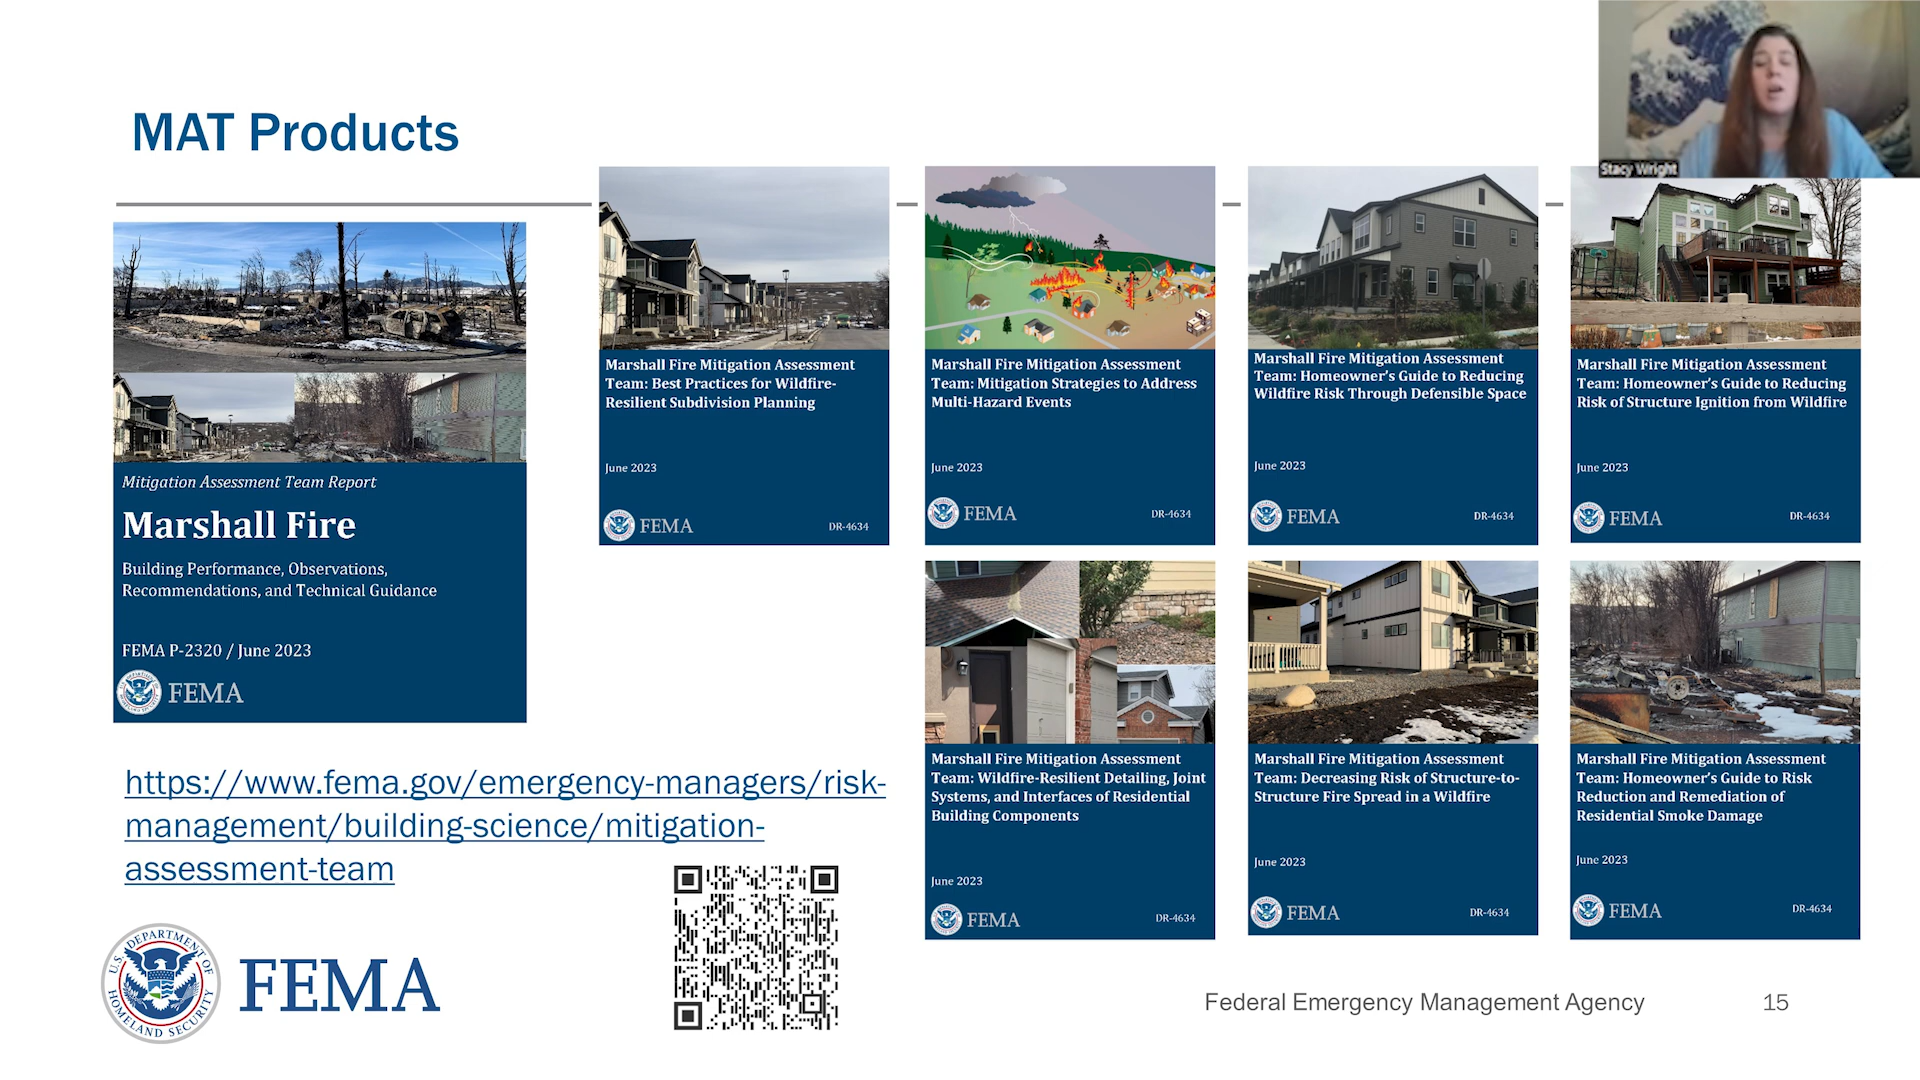 MAT Products
Stacy Wright
Mitigation Assessment Team Report
Marshall Fire
Building Performance, Observations,
Recommendations, and Technical Guidance
FEMA P-2320 / June 2023
FEMA
Marshall Fire Mitigation Assessment
Team: Best Practices for Wildfire-
Resilient Subdivision Planning
June 2023
FEMA
DR-4634
Marshall Fire Mitigation Assessment
Team: Mitigation Strategies to Address
Multi-Hazard Events
June 2023
FEMA
DR-4634
Marshall Fire Mitigation Assessment
Team: Homeowner's Guide to Reducing
Wildfire Risk Through Defensible Space
June 2023
FEMA
DR-4634
Marshall Fire Mitigation Assessment
Team: Homeowner's Guide to Reducing
Risk of Structure Ignition from Wildfire
June 2023
FEMA
DR-4634
Marshall Fire Mitigation Assessment
Team: Wildfire-Resilient Detailing, Joint
Systems, and Interfaces of Residential
Building Components
June 2023
FEMA
DR-4634
Marshall Fire Mitigation Assessment
Team: Decreasing Risk of Structure-to-
Structure Fire Spread in a Wildfire
June 2023
FEMA
DR-4634
Marshall Fire Mitigation Assessment
Team: Homeowner's Guide to Risk
Reduction and Remediation of
Residential Smoke Damage
June 2023
FEMA
DR-4634
https://www.fema.gov/emergency-managers/risk-
management/building-science/mitigation-
assessment-team
U.S. DEPARTMENT OF
HOMELAND SECURITY
FEMA
Federal Emergency Management Agency
15